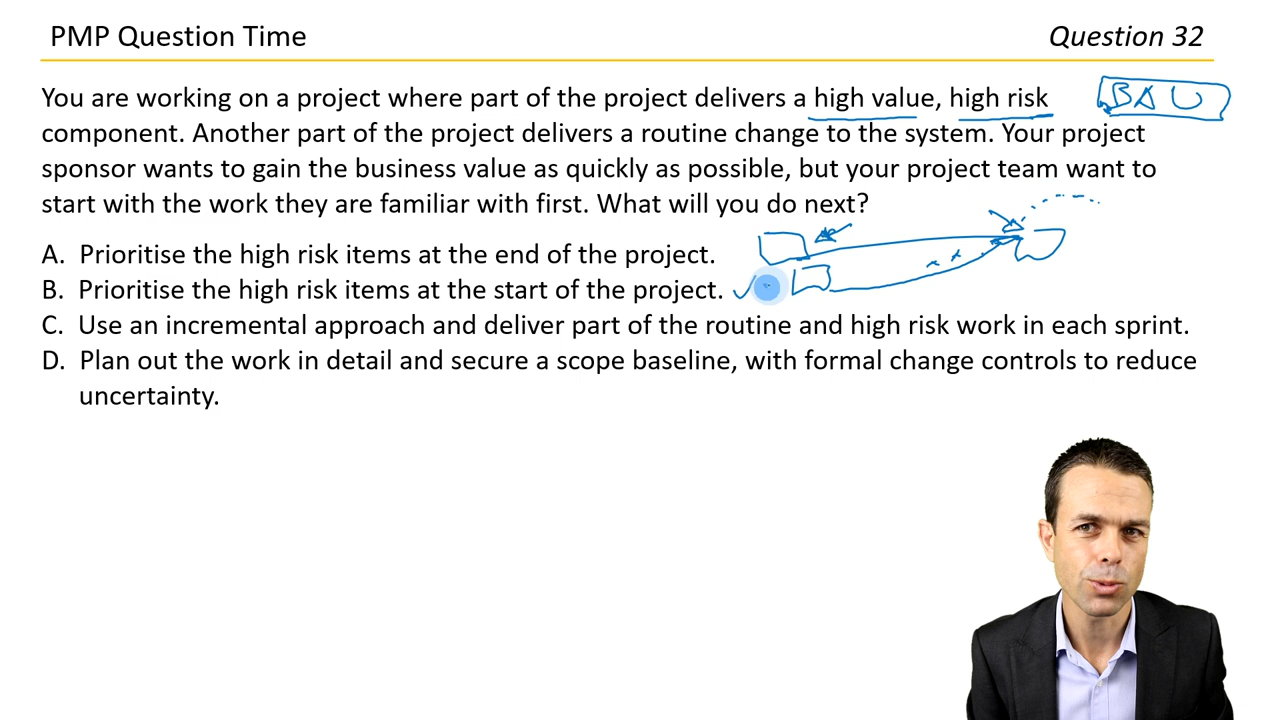 PMP Question Time
Question 32
You are working on a project where part of the project delivers a high value, high risk
BAU
component. Another part of the project delivers a routine change to the system. Your project
sponsor wants to gain the business value as quickly as possible, but your project team want to
start with the work they are familiar with first. What will you do next?
A. Prioritise the high risk items at the end of the project.
B. Prioritise the high risk items at the start of the project.
C. Use an incremental approach and deliver part of the routine and high risk work in each sprint.
D. Plan out the work in detail and secure a scope baseline, with formal change controls to reduce
uncertainty.